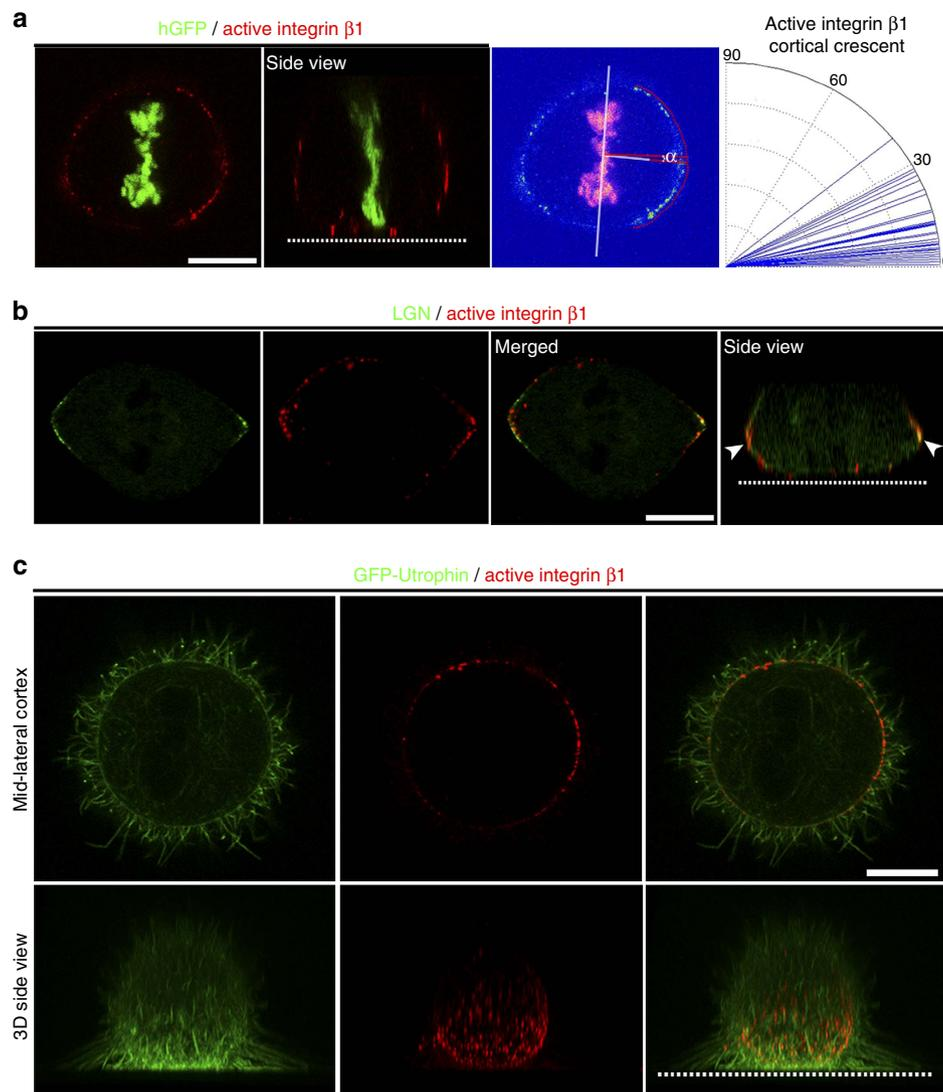 a
hGFP / active integrin β1
Active integrin β1
cortical crescent
Side view
α
90
60
30
b
LGN / active integrin β1
Merged
Side view
c
GFP-Utrophin / active integrin β1
Mid-lateral cortex
3D side view